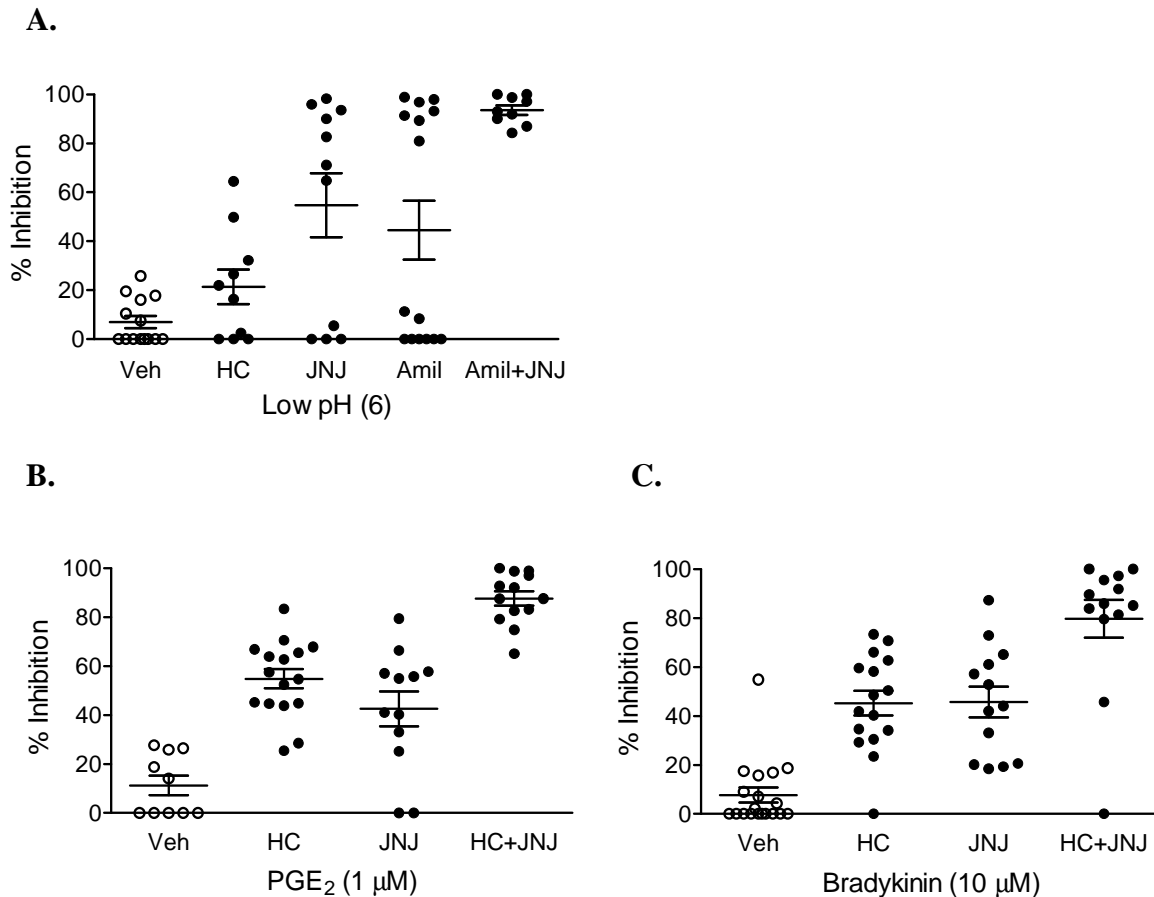 A.
% Inhibition
100
80
60
40
20
0
Veh HC JNJ Amil Amil+JNJ
Low pH (6)
B.
% Inhibition
100
80
60
40
20
0
Veh HC JNJ HC+JNJ
PGE₂ (1 μM)
C.
% Inhibition
100
80
60
40
20
0
Veh HC JNJ HC+JNJ
Bradykinin (10 μM)